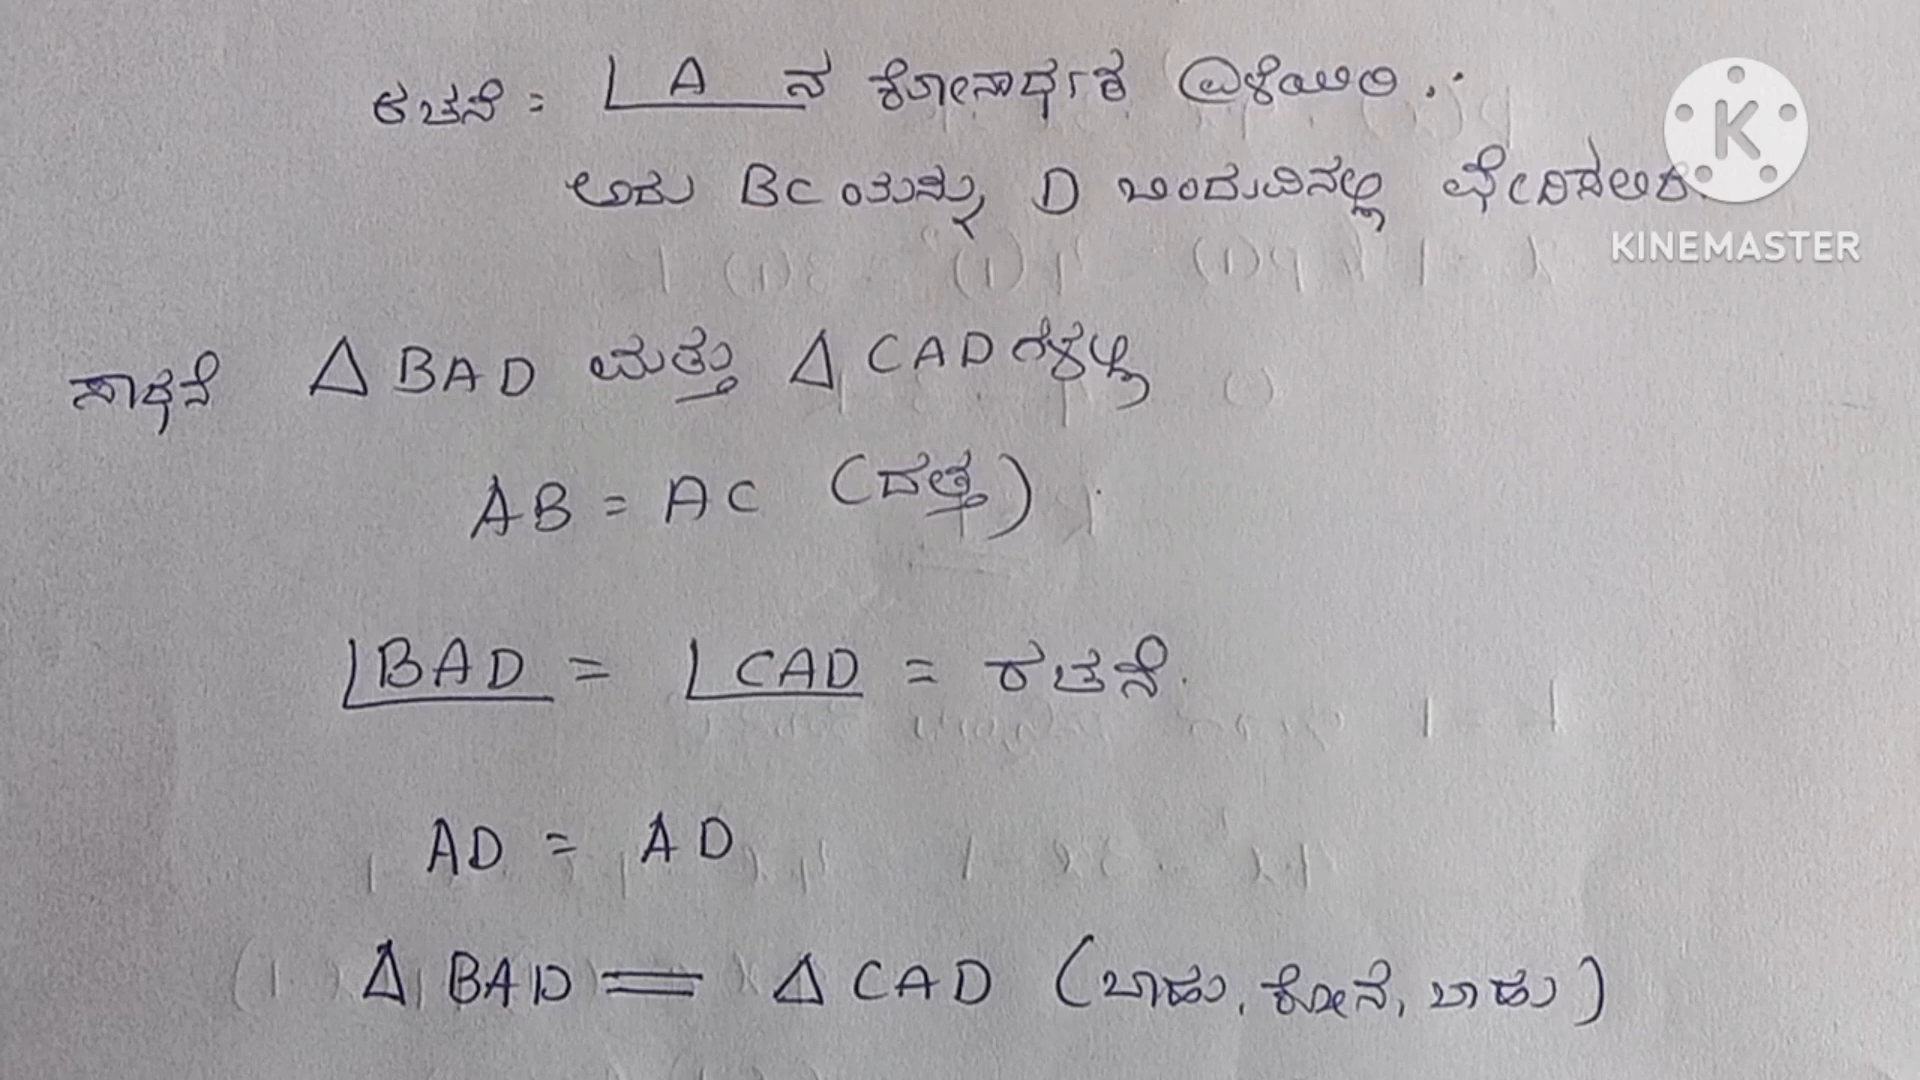 ರಚನೆ = ∟A ನ ಕೋನಾರ್ಧಕ ಎಳೆಯಿರಿ.
ಅದು BC ಯನ್ನು D ಬಿಂದುವಿನಲ್ಲಿ ಛೇದಿಸಲಿ.
KINEMASTER
ಸಾಧನೆ ∆ BAD ಮತ್ತು ∆ CAD ಗಳಲ್ಲಿ
AB = AC (ದತ್ತ)
∟BAD = ∟CAD = ರಚನೆ.
AD = AD
∆ BAD = ∆ CAD (ಬಾಹು, ಕೋನ, ಬಾಹು)